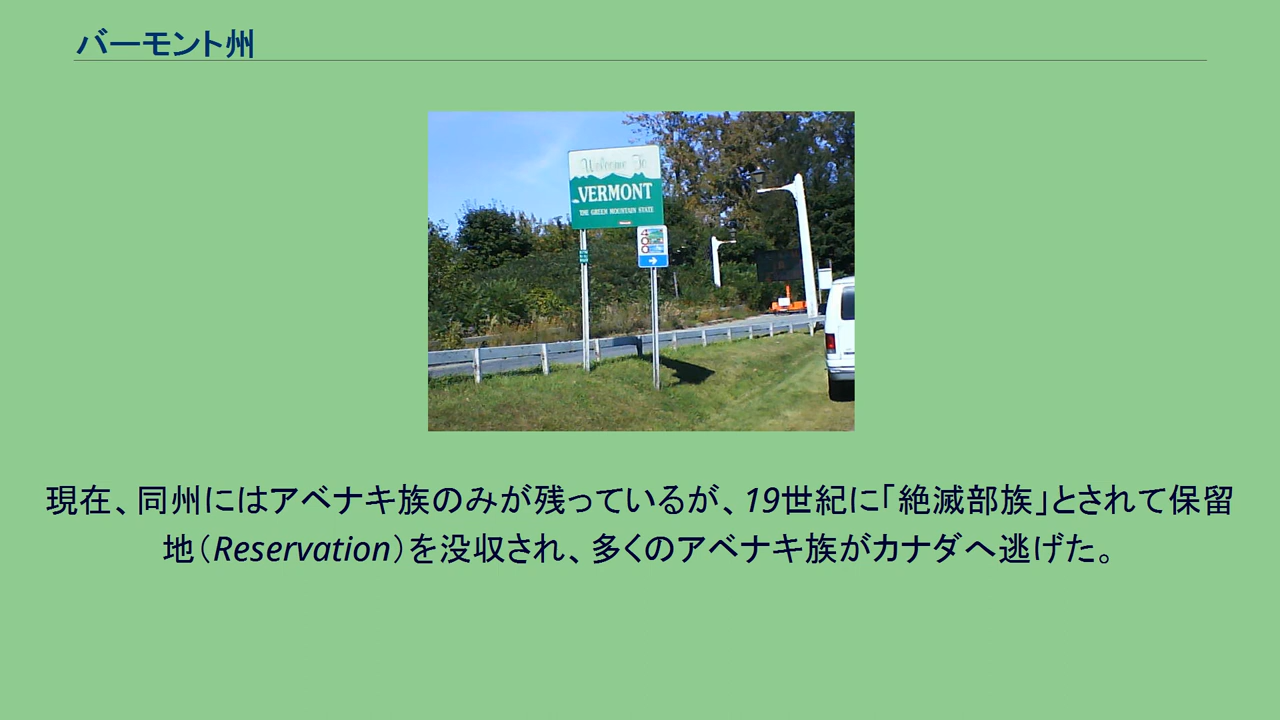 バーモント州
Welcome To
VERMONT
THE GREEN MOUNTAIN STATE
現在、同州にはアベナキ族のみが残っているが、19世紀に「絶滅部族」とされて保留
地（Reservation）を没収され、多くのアベナキ族がカナダへ逃げた。